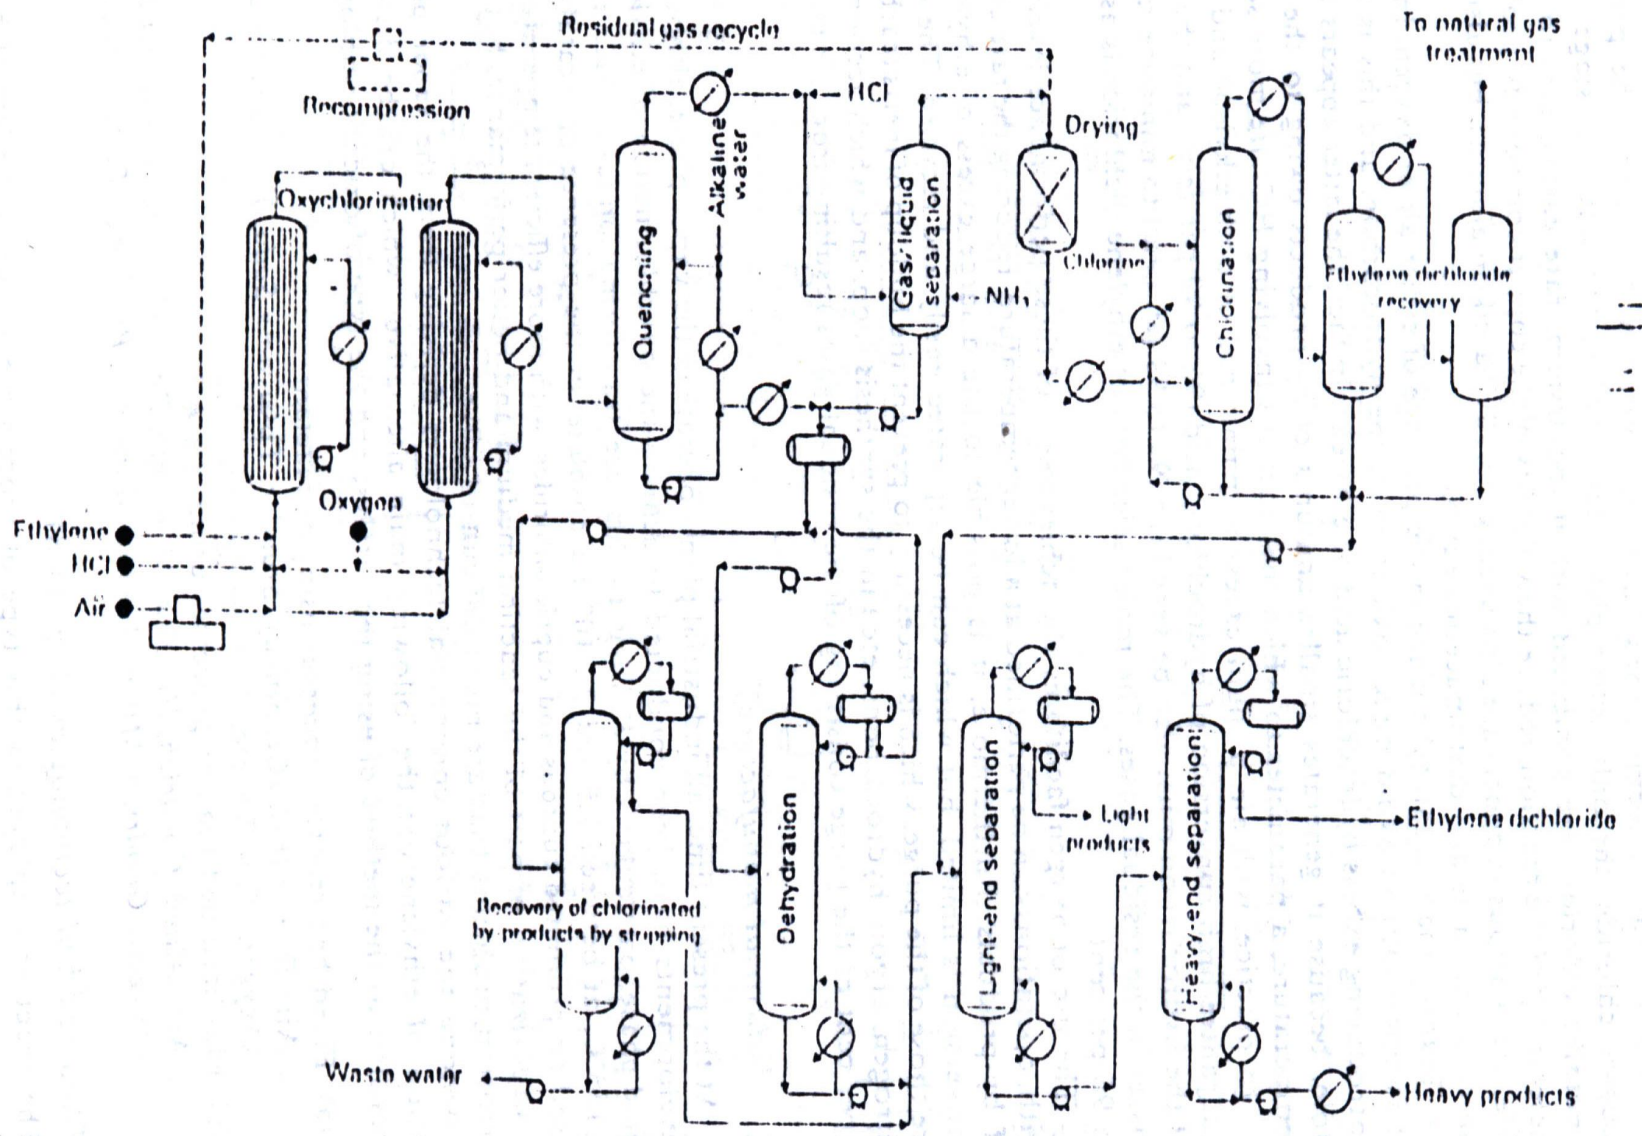 Residual gas recycle
To natural gas
treatment
Recompression
HCl
Alkaline
water
Drying
Oxychlorination
Quenching
Gas/liquid
separation
Chlorine
NH₃
Chlorination
Ethylene dichloride
recovery
Oxygen
Ethylene
HCl
Air
Light
products
Ethylene dichloride
Recovery of chlorinated
by-products by stripping
Dehydration
Light-end separation
Heavy-end separation
Waste water
Heavy products